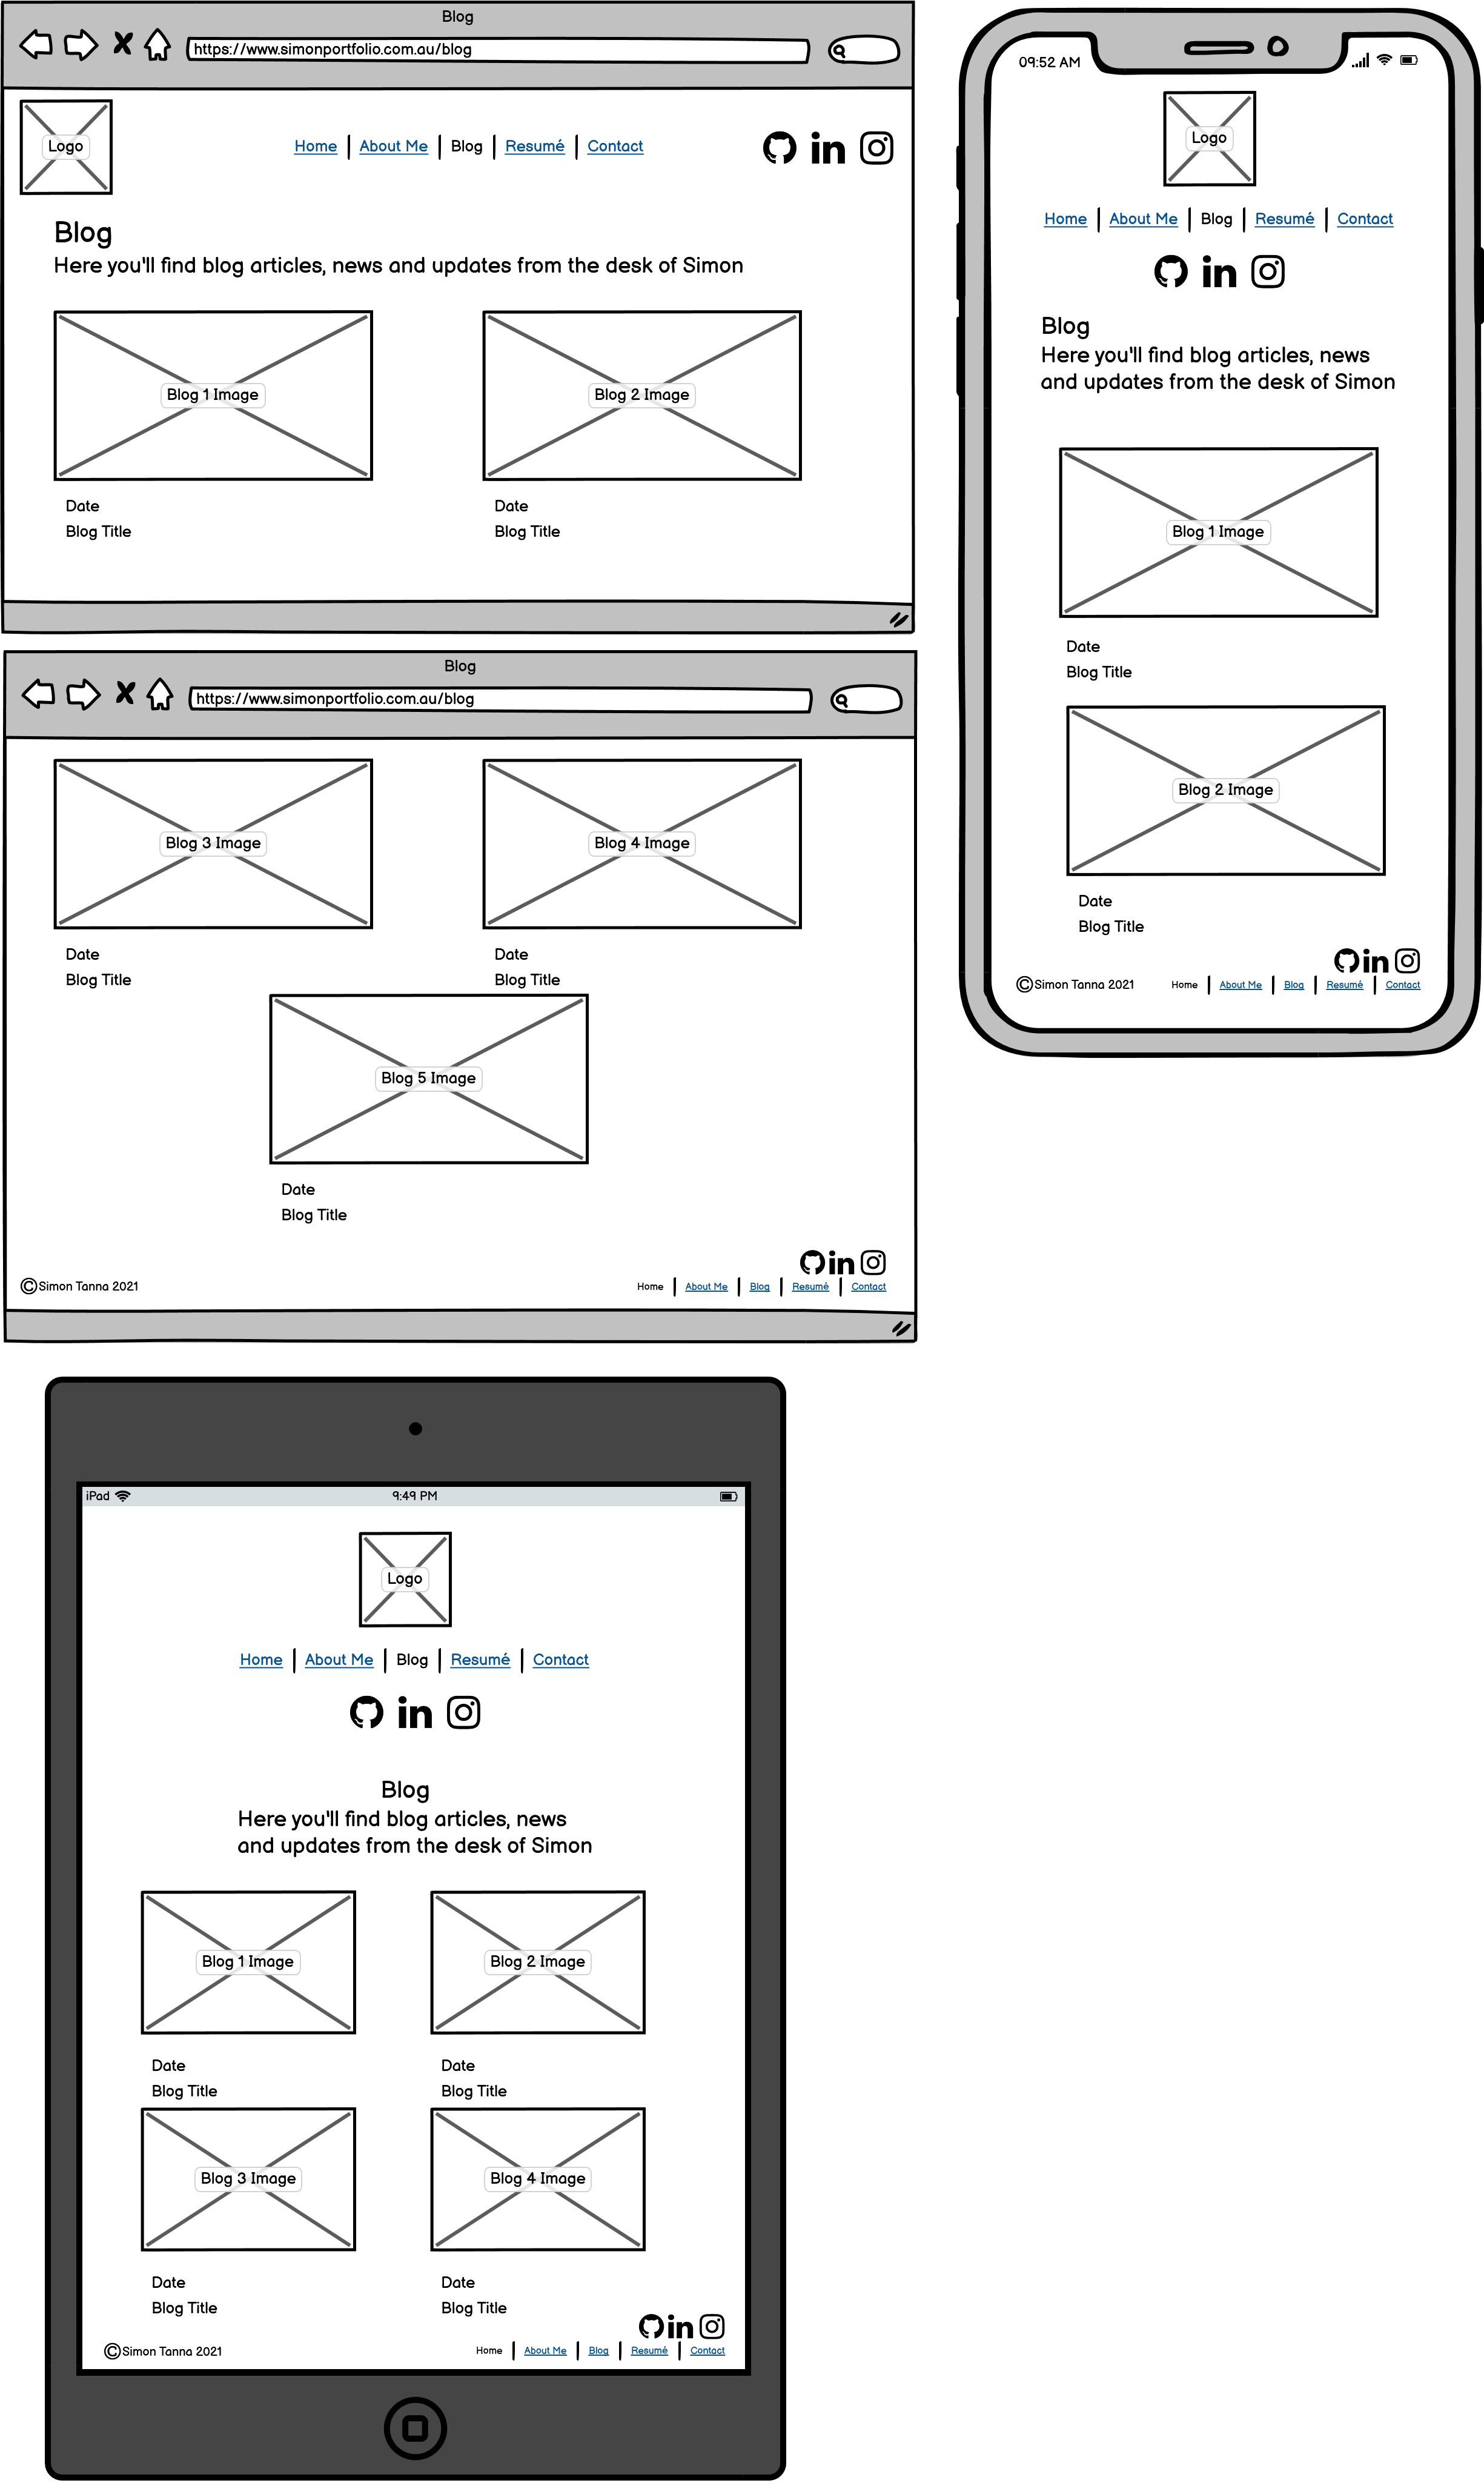 Blog
https://www.simonportfolio.com.au/blog
Logo
Home | About Me | Blog | Resumé | Contact
Blog
Here you'll find blog articles, news and updates from the desk of Simon
Blog 1 Image
Blog 2 Image
Date
Date
Blog Title
Blog Title
Blog
https://www.simonportfolio.com.au/blog
Blog 3 Image
Blog 4 Image
Date
Date
Blog Title
Blog Title
Blog 5 Image
Date
Blog Title
©Simon Tanna 2021
Home | About Me | Blog | Resumé | Contact
09:52 AM
Logo
Home | About Me | Blog | Resumé | Contact
Blog
Here you'll find blog articles, news
and updates from the desk of Simon
Blog 1 Image
Date
Blog Title
Blog 2 Image
Date
Blog Title
©Simon Tanna 2021
Home | About Me | Blog | Resumé | Contact
iPad
9:49 PM
Logo
Home | About Me | Blog | Resumé | Contact
Blog
Here you'll find blog articles, news
and updates from the desk of Simon
Blog 1 Image
Blog 2 Image
Date
Date
Blog Title
Blog Title
Blog 3 Image
Blog 4 Image
Date
Date
Blog Title
Blog Title
©Simon Tanna 2021
Home | About Me | Blog | Resumé | Contact